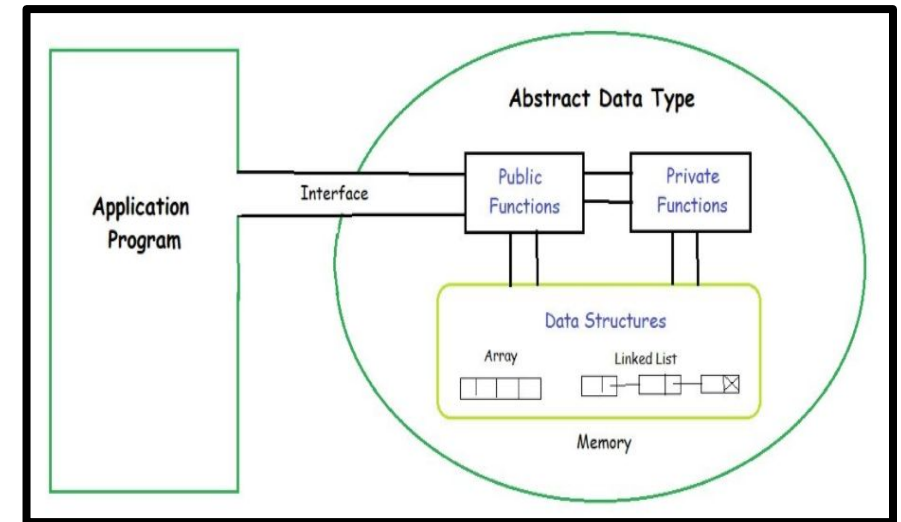 Abstract Data Type
Application
Program
Interface
Public
Functions
Private
Functions
Data Structures
Array
Linked List
Memory